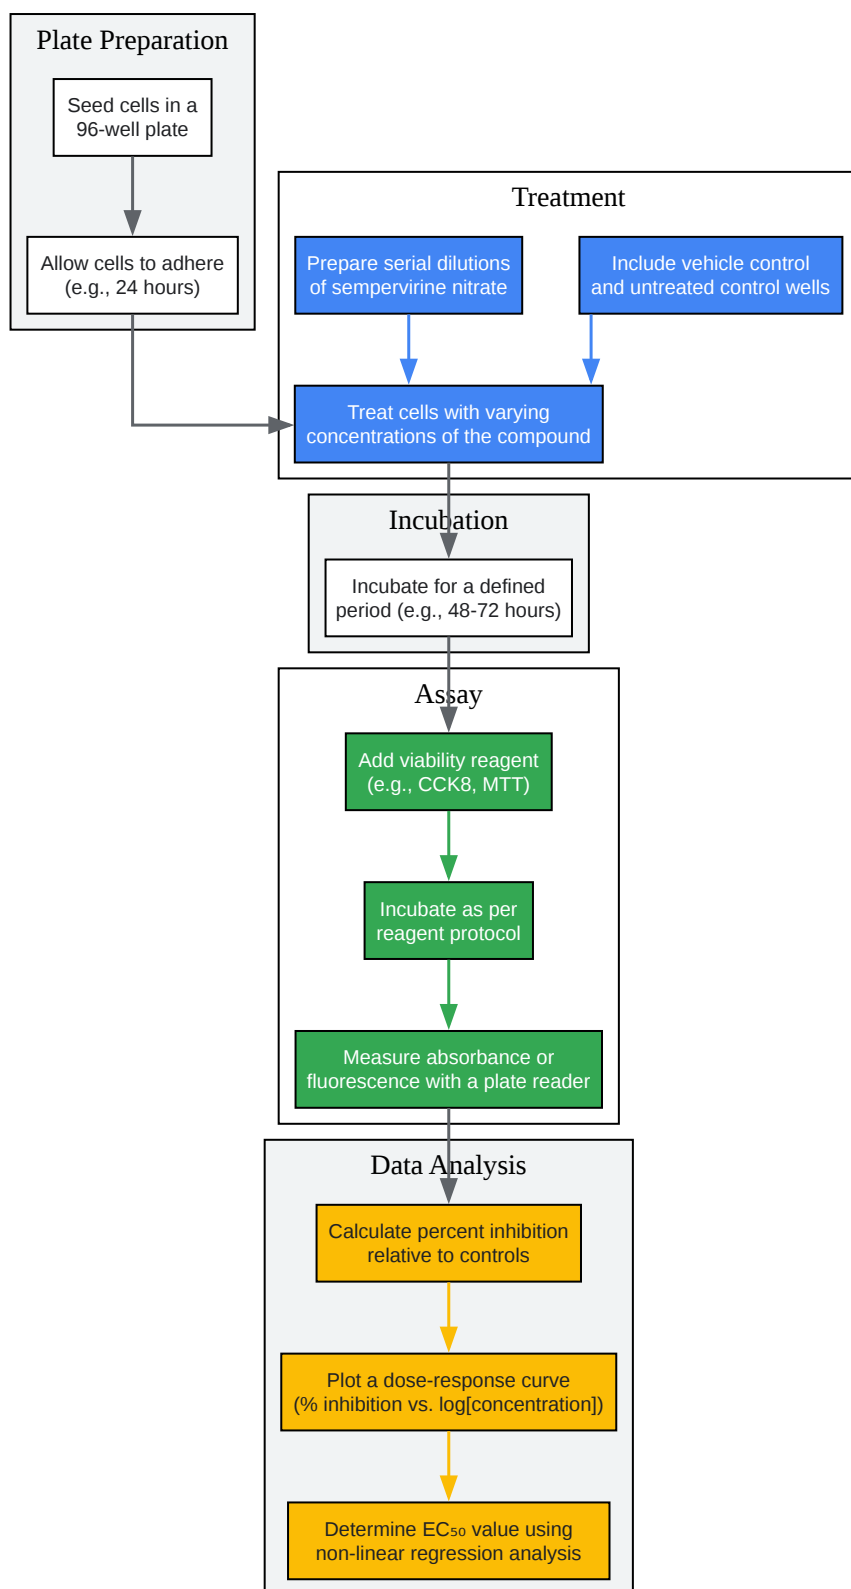 Plate Preparation
Seed cells in a
96-well plate
Allow cells to adhere
(e.g., 24 hours)
Treatment
Prepare serial dilutions
of sempervirine nitrate
Include vehicle control
and untreated control wells
Treat cells with varying
concentrations of the compound
Incubation
Incubate for a defined
period (e.g., 48-72 hours)
Assay
Add viability reagent
(e.g., CCK8, MTT)
Incubate as per
reagent protocol
Measure absorbance or
fluorescence with a plate reader
Data Analysis
Calculate percent inhibition
relative to controls
Plot a dose-response curve
(% inhibition vs. log[concentration])
Determine EC₅₀ value using
non-linear regression analysis